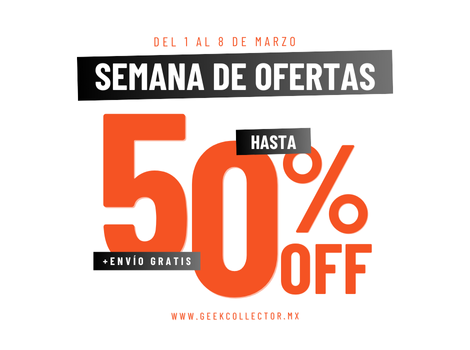 DEL 1 AL 8 DE MARZO
SEMANA DE OFERTAS
HASTA
50%
OFF
+ENVÍO GRATIS
WWW.GEEKCOLLECTOR.MX